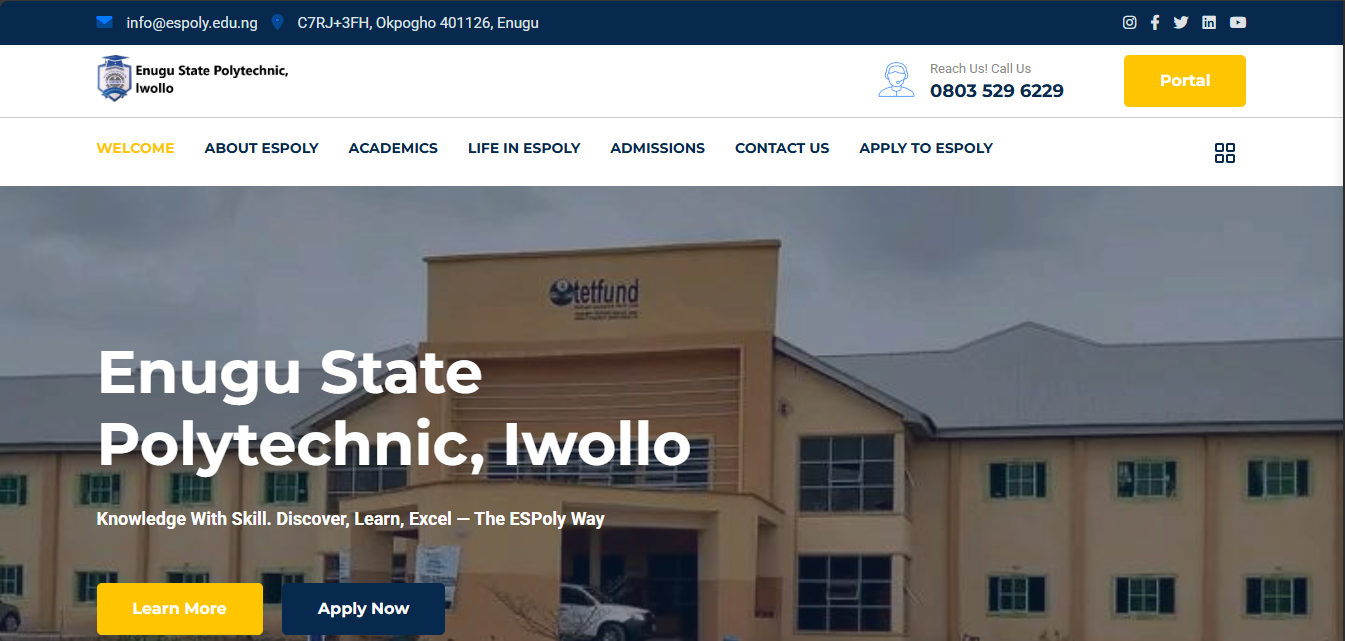 info@espoly.edu.ng C7RJ+3FH, Okpogho 401126, Enugu
Enugu State Polytechnic,
Iwollo
Reach Us! Call Us
0803 529 6229
Portal
WELCOME ABOUT ESPOLY ACADEMICS LIFE IN ESPOLY ADMISSIONS CONTACT US APPLY TO ESPOLY
tetfund
Enugu State
Polytechnic, Iwollo
Knowledge With Skill. Discover, Learn, Excel — The ESPoly Way
Learn More Apply Now